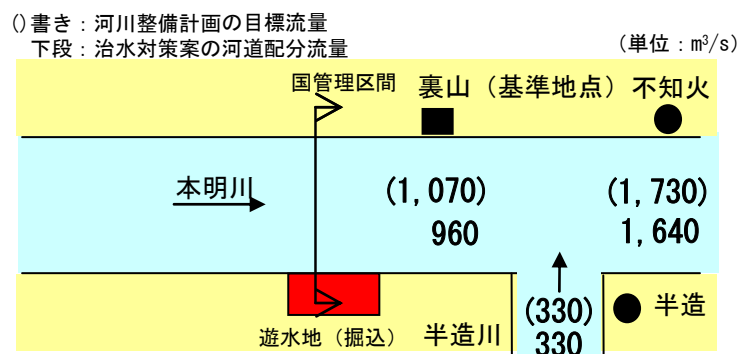 ()書き：河川整備計画の目標流量
下段：治水対策案の河道配分流量
(単位：m³/s)
国管理区間
裏山（基準地点）
不知火
本明川
(1,070)
960
(1,730)
1,640
遊水地（掘込）
半造川
(330)
330
半造